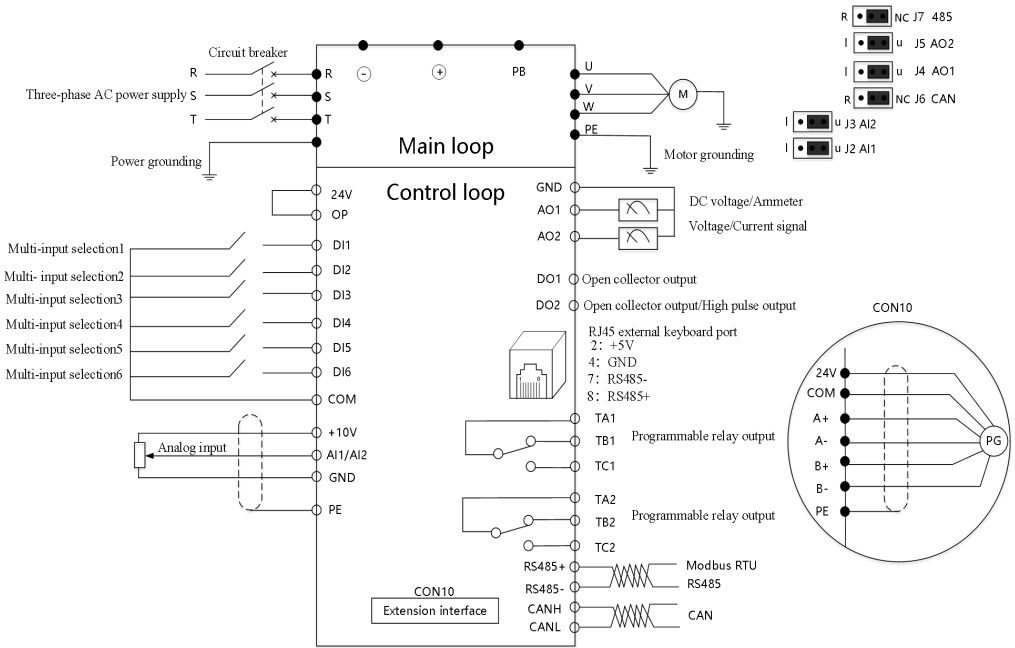 R NC J7 485
I u J5 AO2
I u J4 AO1
R NC J6 CAN
I u J3 AI2
I u J2 AI1
Circuit breaker
R R
Three-phase AC power supply S S
T T
Power grounding
- + PB
U
V
W
PE
M
Motor grounding
Main loop
Control loop
24V
OP
Multi-input selection1 DI1
Multi- input selection2 DI2
Multi-input selection3 DI3
Multi-input selection4 DI4
Multi-input selection5 DI5
Multi-input selection6 DI6
COM
+10V
Analog input AI1/AI2
GND
PE
GND
AO1 DC voltage/Ammeter
AO2 Voltage/Current signal
DO1 Open collector output
DO2 Open collector output/High pulse output
RJ45 external keyboard port
2: +5V
4: GND
7: RS485-
8: RS485+
1 8
TA1
TB1 Programmable relay output
TC1
TA2
TB2 Programmable relay output
TC2
RS485+ Modbus RTU
RS485- RS485
CANH
CANL CAN
CON10
Extension interface
CON10
24V
COM
A+
A-
B+
B-
PE
PG